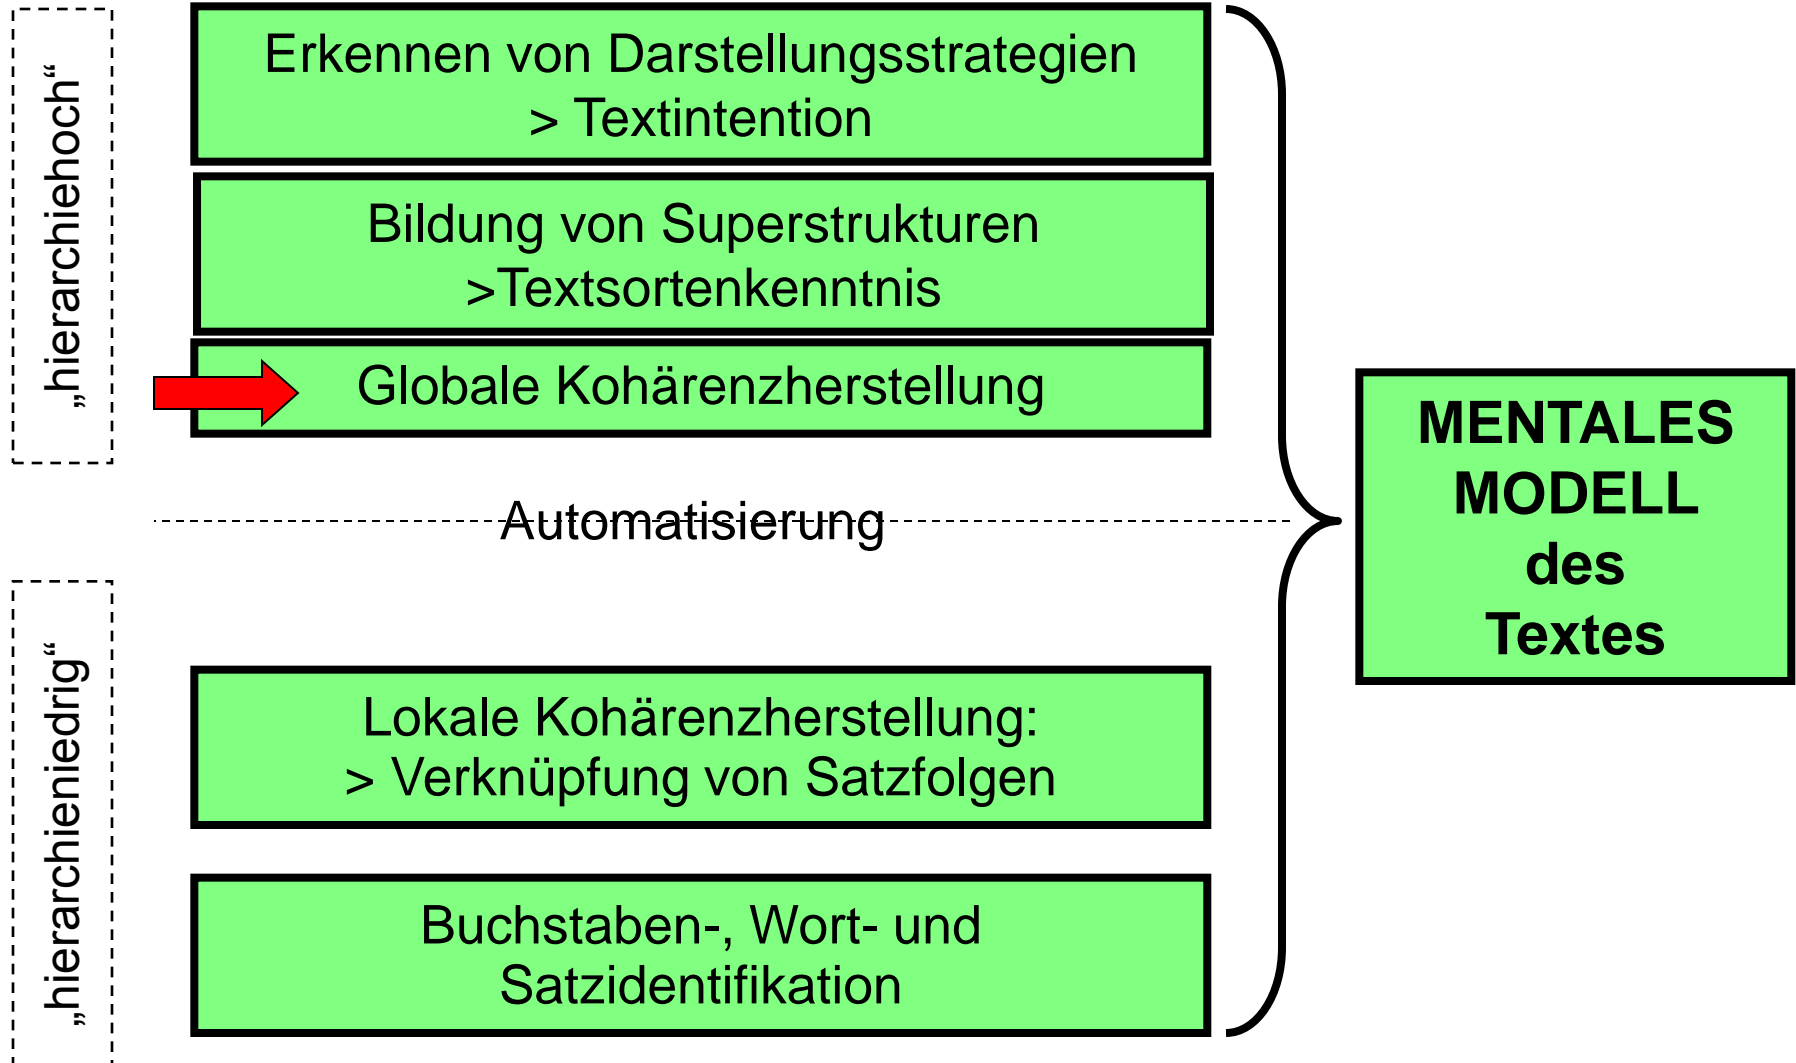 „hierarchiehoch“
Erkennen von Darstellungsstrategien
> Textintention
Bildung von Superstrukturen
>Textsortenkenntnis
Globale Kohärenzherstellung
Automatisierung
„hierarchieniedrig“
Lokale Kohärenzherstellung:
> Verknüpfung von Satzfolgen
Buchstaben-, Wort- und
Satzidentifikation
MENTALES
MODELL
des
Textes